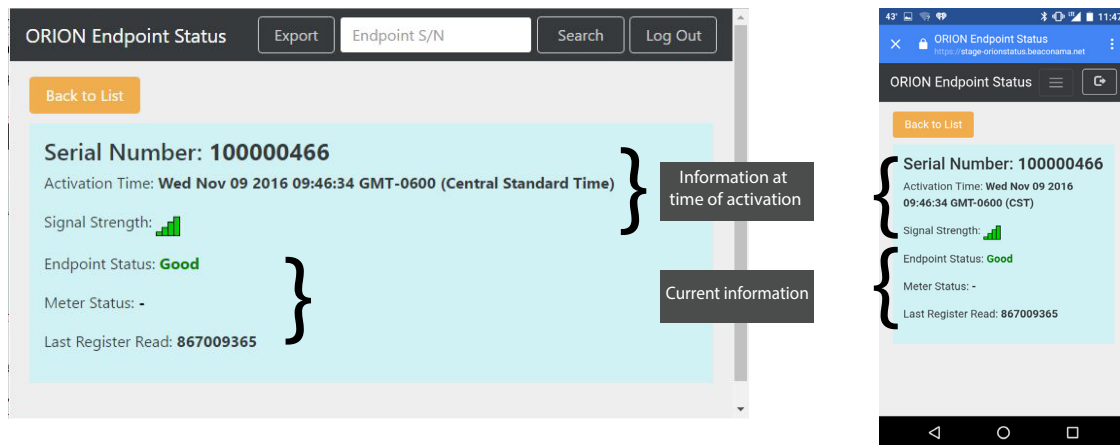 ORION Endpoint Status Export Endpoint S/N Search Log Out
Back to List
Serial Number: 100000466
Activation Time: Wed Nov 09 2016 09:46:34 GMT-0600 (Central Standard Time)
Signal Strength:
Endpoint Status: Good
Meter Status: -
Last Register Read: 867009365
Information at
time of activation
Current information
43° 11:47
ORION Endpoint Status
https://stage-orionstatus.beaconama.net
ORION Endpoint Status
Back to List
Serial Number: 100000466
Activation Time: Wed Nov 09 2016
09:46:34 GMT-0600 (CST)
Signal Strength:
Endpoint Status: Good
Meter Status: -
Last Register Read: 867009365